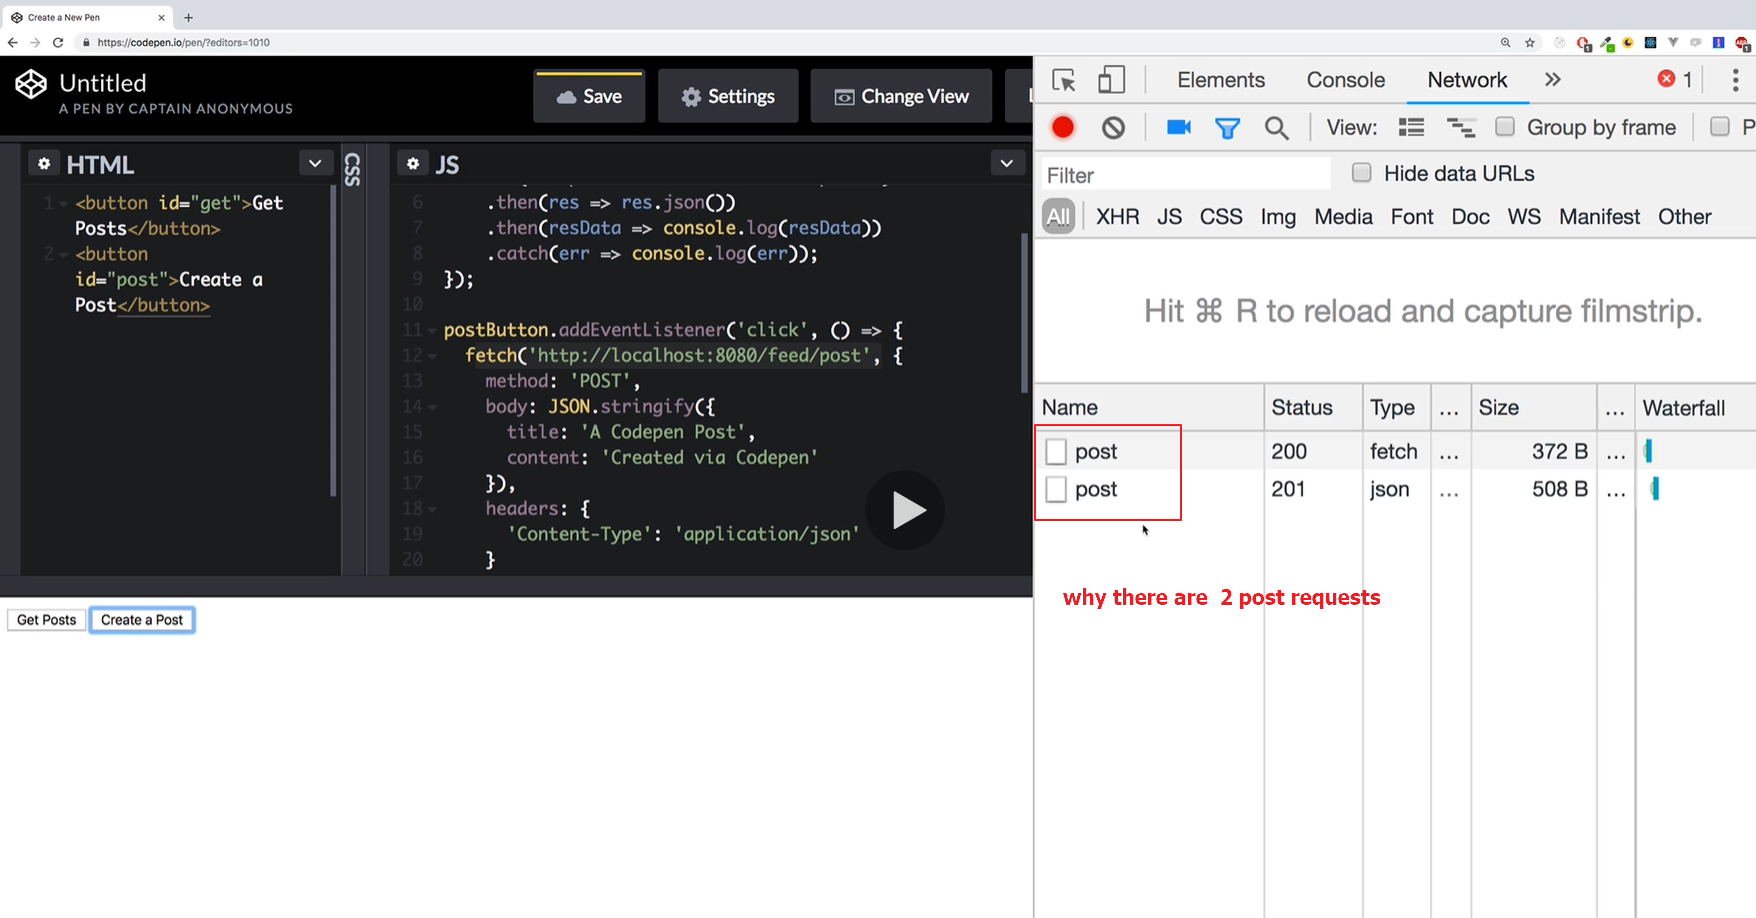 Create a New Pen
https://codepen.io/pen/?editors=1010
Untitled
A PEN BY CAPTAIN ANONYMOUS
Save
Settings
Change View
HTML
1 <button id="get">Get
Posts</button>
2 <button
id="post">Create a
Post</button>
CSS
JS
6 .then(res => res.json())
7 .then(resData => console.log(resData))
8 .catch(err => console.log(err));
9 });
10
11 postButton.addEventListener('click', () => {
12 fetch('http://localhost:8080/feed/post', {
13 method: 'POST',
14 body: JSON.stringify({
15 title: 'A Codepen Post',
16 content: 'Created via Codepen'
17 }),
18 headers: {
19 'Content-Type': 'application/json'
20 }
Get Posts
Create a Post
Elements
Console
Network
1
View:
Group by frame
P
Filter
Hide data URLs
All
XHR
JS
CSS
Img
Media
Font
Doc
WS
Manifest
Other
Hit ⌘ R to reload and capture filmstrip.
Name Status Type ... Size ... Waterfall
post 200 fetch ... 372 B ...
post 201 json ... 508 B ...
why there are 2 post requests